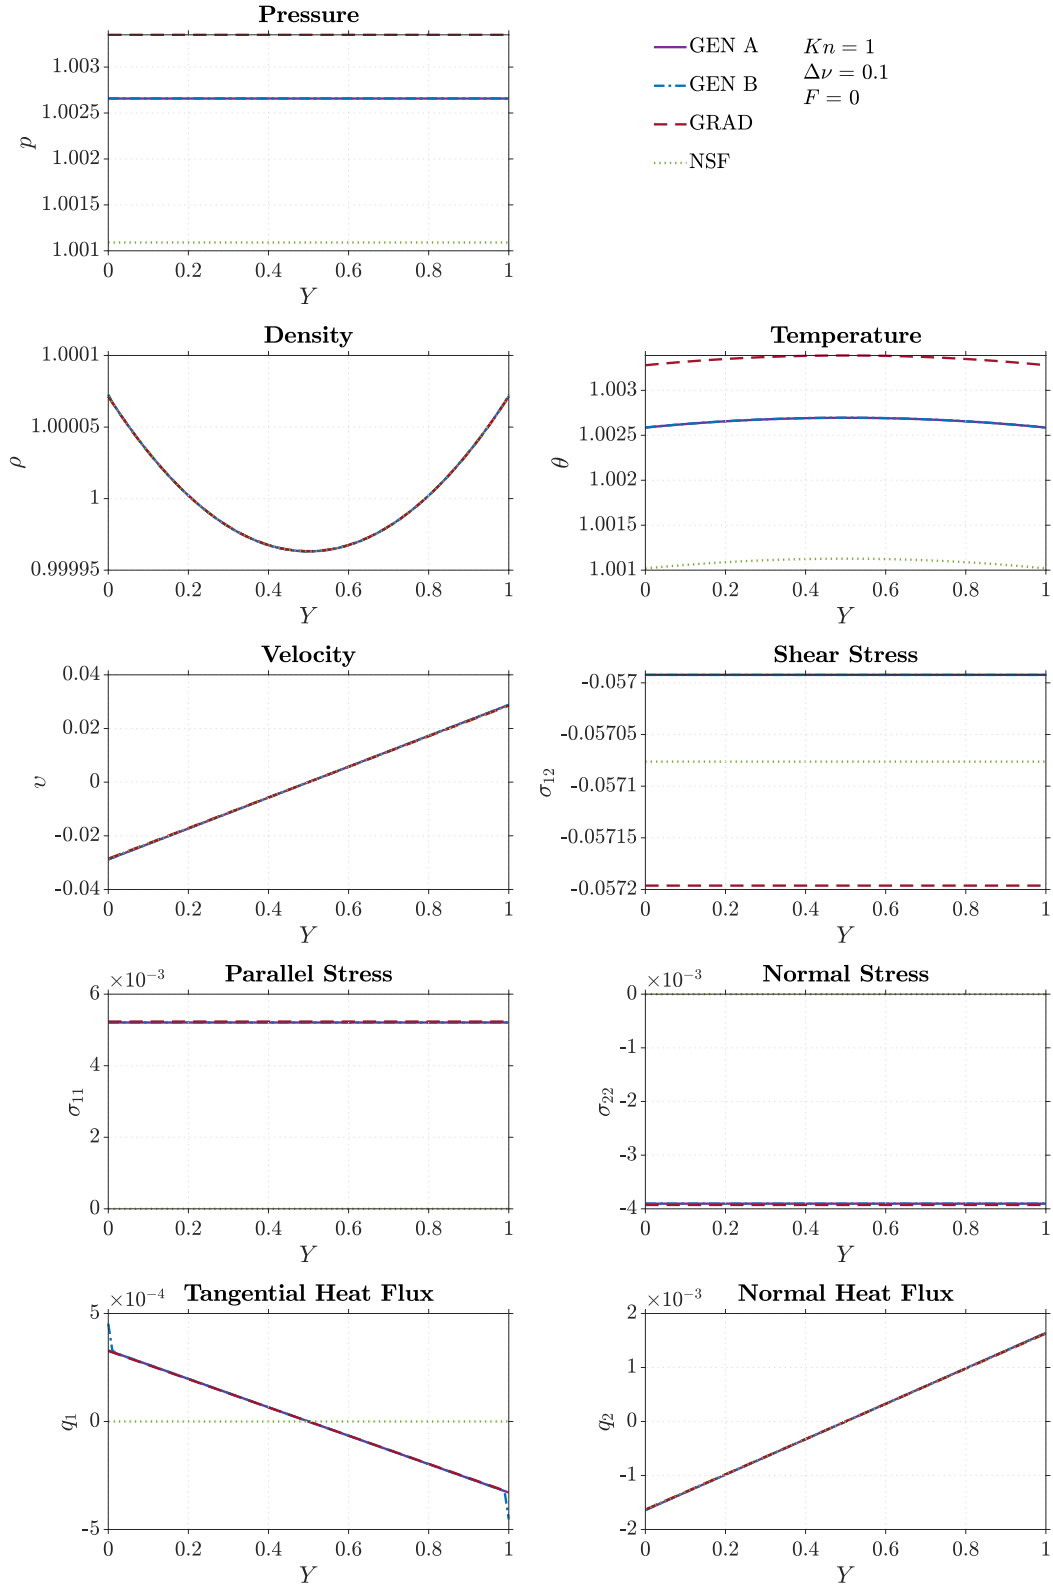 Pressure
1.003
1.0025
1.002
1.0015
1.001
p
0 0.2 0.4 0.6 0.8 1
Y
GEN A
GEN B
GRAD
NSF
Kn = 1
Δν = 0.1
F = 0
Density
1.0001
1.00005
1
0.99995
ρ
0 0.2 0.4 0.6 0.8 1
Y
Temperature
1.003
1.0025
1.002
1.0015
1.001
θ
0 0.2 0.4 0.6 0.8 1
Y
Velocity
0.04
0.02
0
-0.02
-0.04
v
0 0.2 0.4 0.6 0.8 1
Y
Shear Stress
-0.057
-0.05705
-0.0571
-0.05715
-0.0572
σ₁₂
0 0.2 0.4 0.6 0.8 1
Y
×10⁻³
Parallel Stress
6
4
2
0
σ₁₁
0 0.2 0.4 0.6 0.8 1
Y
×10⁻³
Normal Stress
0
-1
-2
-3
-4
σ₂₂
0 0.2 0.4 0.6 0.8 1
Y
×10⁻⁴
Tangential Heat Flux
5
0
-5
q₁
0 0.2 0.4 0.6 0.8 1
Y
×10⁻³
Normal Heat Flux
2
1
0
-1
-2
q₂
0 0.2 0.4 0.6 0.8 1
Y